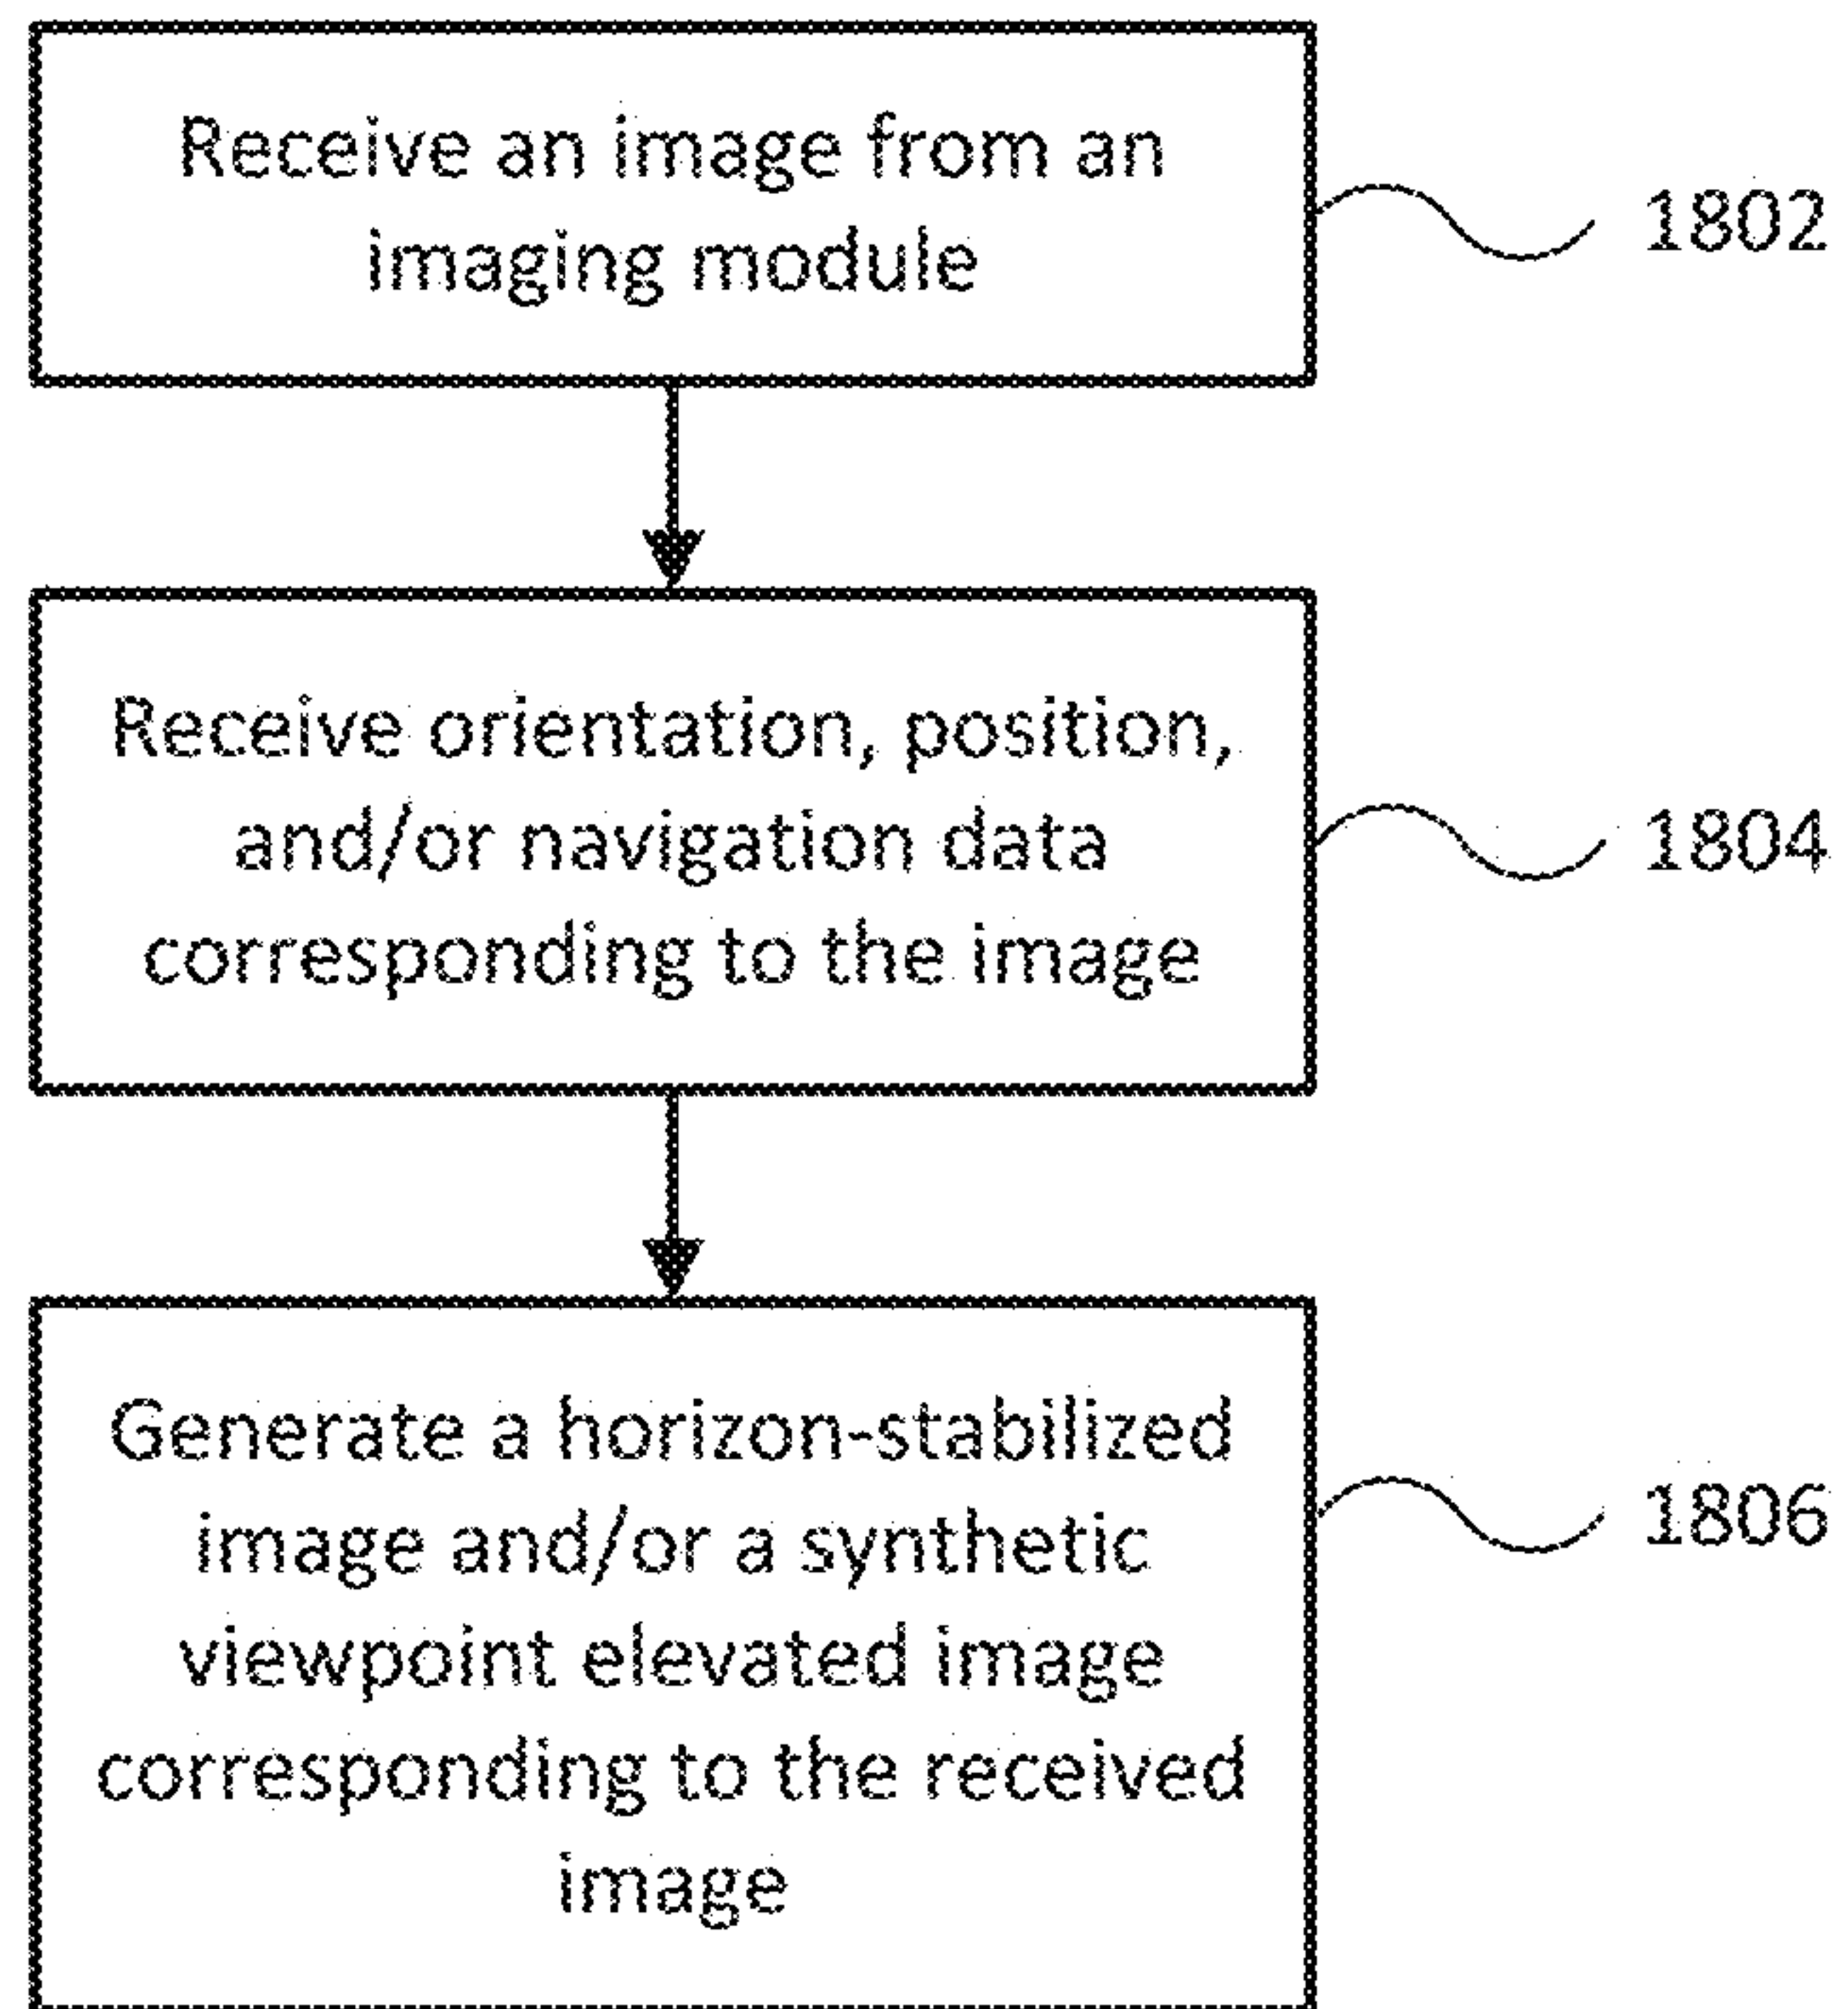 Receive an image from an
imaging module
1802
Receive orientation, position,
and/or navigation data
corresponding to the image
1804
Generate a horizon-stabilized
image and/or a synthetic
viewpoint elevated image
corresponding to the received
image
1806